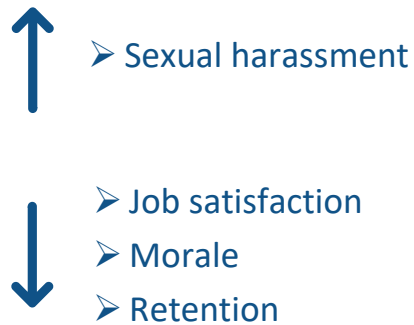 ➢ Sexual harassment
➢ Job satisfaction
➢ Morale
➢ Retention